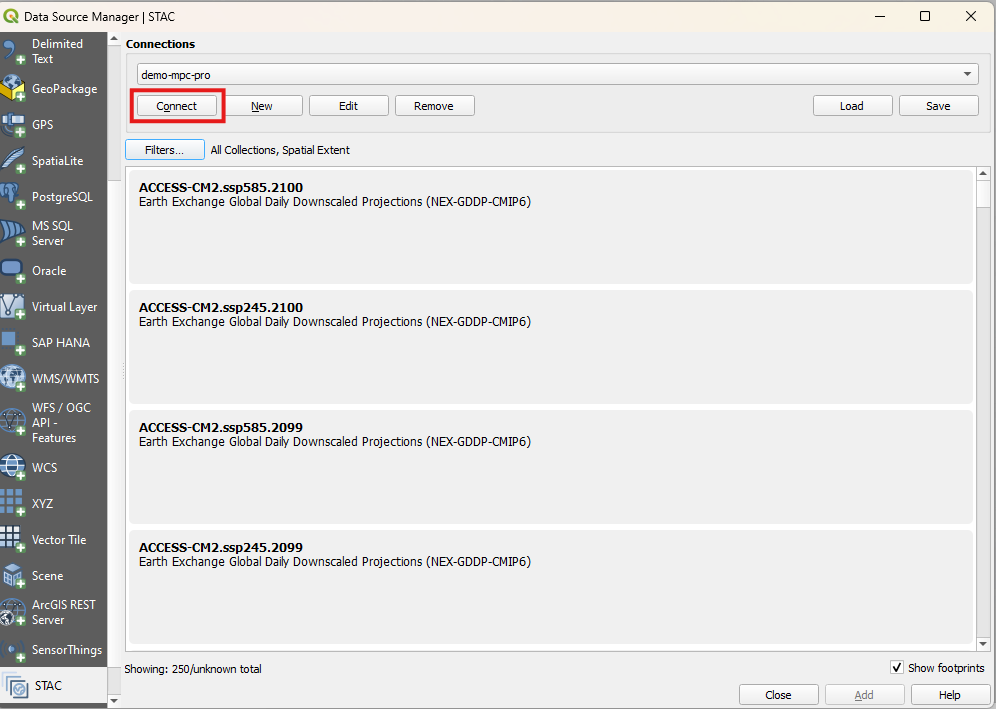 Data Source Manager | STAC
Delimited
Text
GeoPackage
GPS
SpatiaLite
PostgreSQL
MS SQL
Server
Oracle
Virtual Layer
SAP HANA
WMS/WMTS
WFS / OGC
API -
Features
WCS
XYZ
Vector Tile
Scene
ArcGIS REST
Server
SensorThings
STAC
Connections
demo-mpc-pro
Connect New Edit Remove Load Save
Filters... All Collections, Spatial Extent
ACCESS-CM2.ssp585.2100
Earth Exchange Global Daily Downscaled Projections (NEX-GDDP-CMIP6)
ACCESS-CM2.ssp245.2100
Earth Exchange Global Daily Downscaled Projections (NEX-GDDP-CMIP6)
ACCESS-CM2.ssp585.2099
Earth Exchange Global Daily Downscaled Projections (NEX-GDDP-CMIP6)
ACCESS-CM2.ssp245.2099
Earth Exchange Global Daily Downscaled Projections (NEX-GDDP-CMIP6)
Showing: 250/unknown total
Show footprints
Close Add Help